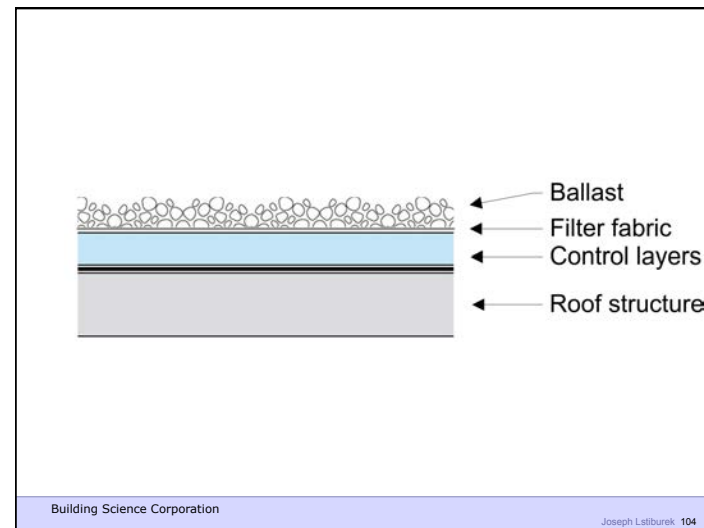 Ballast
Filter fabric
Control layers
Roof structure
Building Science Corporation
Joseph Lstiburek 104